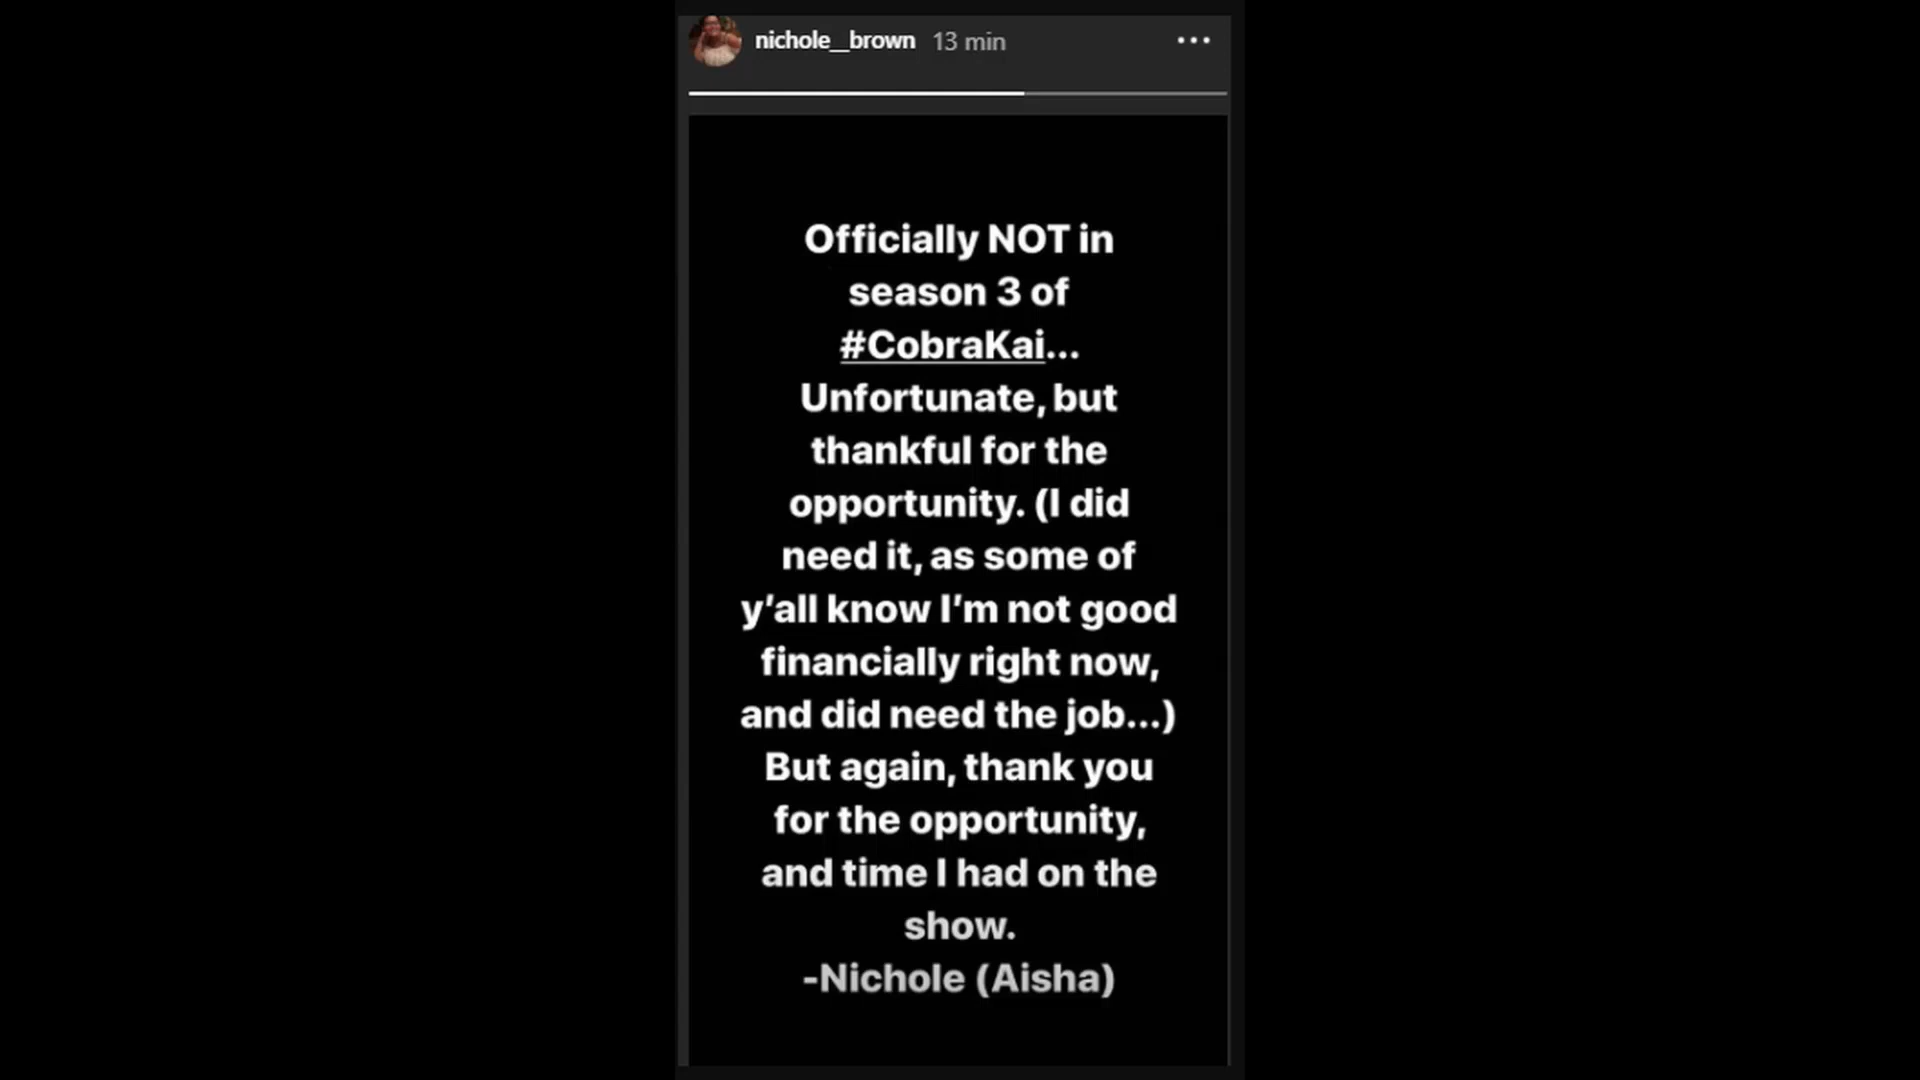 nichole__brown 13 min
Officially NOT in
season 3 of
#CobraKai...
Unfortunate, but
thankful for the
opportunity. (I did
need it, as some of
y’all know I’m not good
financially right now,
and did need the job...)
But again, thank you
for the opportunity,
and time I had on the
show.
-Nichole (Aisha)